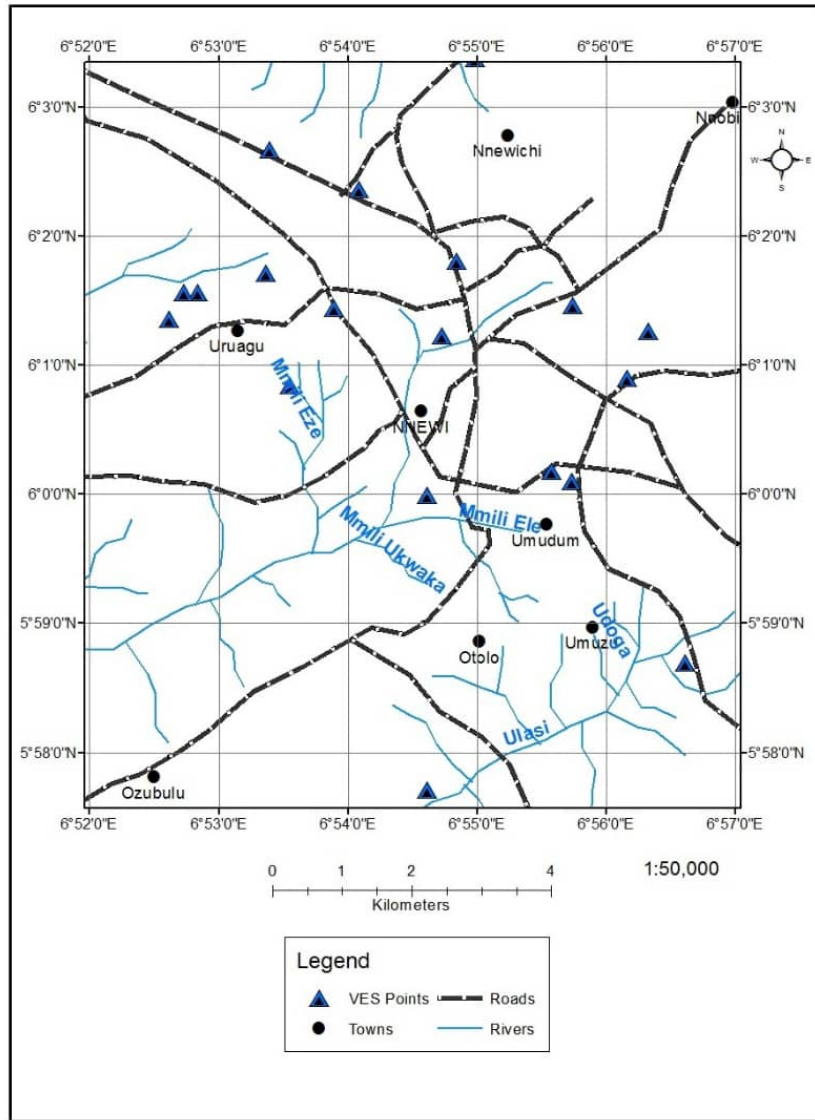 6°52'0"E 6°53'0"E 6°54'0"E 6°55'0"E 6°56'0"E 6°57'0"E
6°3'0"N 6°3'0"N
Nnobi
Nnewichi
N
W E
S
6°2'0"N 6°2'0"N
Uruagu
6°1'0"N 6°1'0"N
Mmili Eze
NNEWI
6°0'0"N 6°0'0"N
Mmili Ele
Mmili Ukwaka
Umudum
5°59'0"N 5°59'0"N
Udoga
Otolo
Umuzu
Ulasi
5°58'0"N 5°58'0"N
Ozubulu
6°52'0"E 6°53'0"E 6°54'0"E 6°55'0"E 6°56'0"E 6°57'0"E
0 1 2 4
Kilometers
1:50,000
Legend
VES Points Roads
Towns Rivers